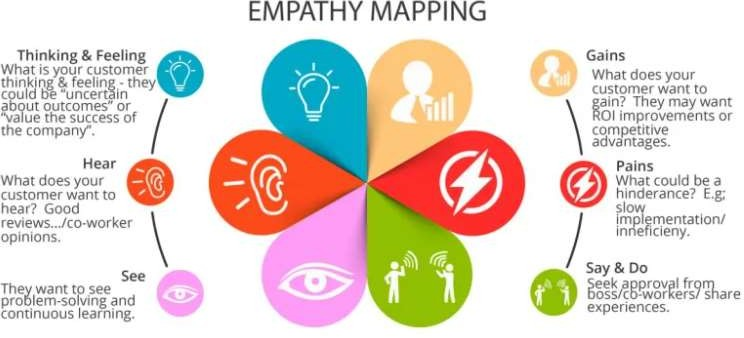 EMPATHY MAPPING
Thinking & Feeling
What is your customer
thinking & feeling - they
could be “uncertain
about outcomes” or
“value the success of
the company”.
Hear
What does your
customer want to
hear? Good
reviews.../co-worker
opinions.
See
They want to see
problem-solving and
continuous learning.
Gains
What does your
customer want to
gain? They may want
ROI improvements or
competitive
advantages.
Pains
What could be a
hinderance? E.g;
slow
implementation/
inneficieny.
Say & Do
Seek approval from
boss/co-workers/ share
experiences.